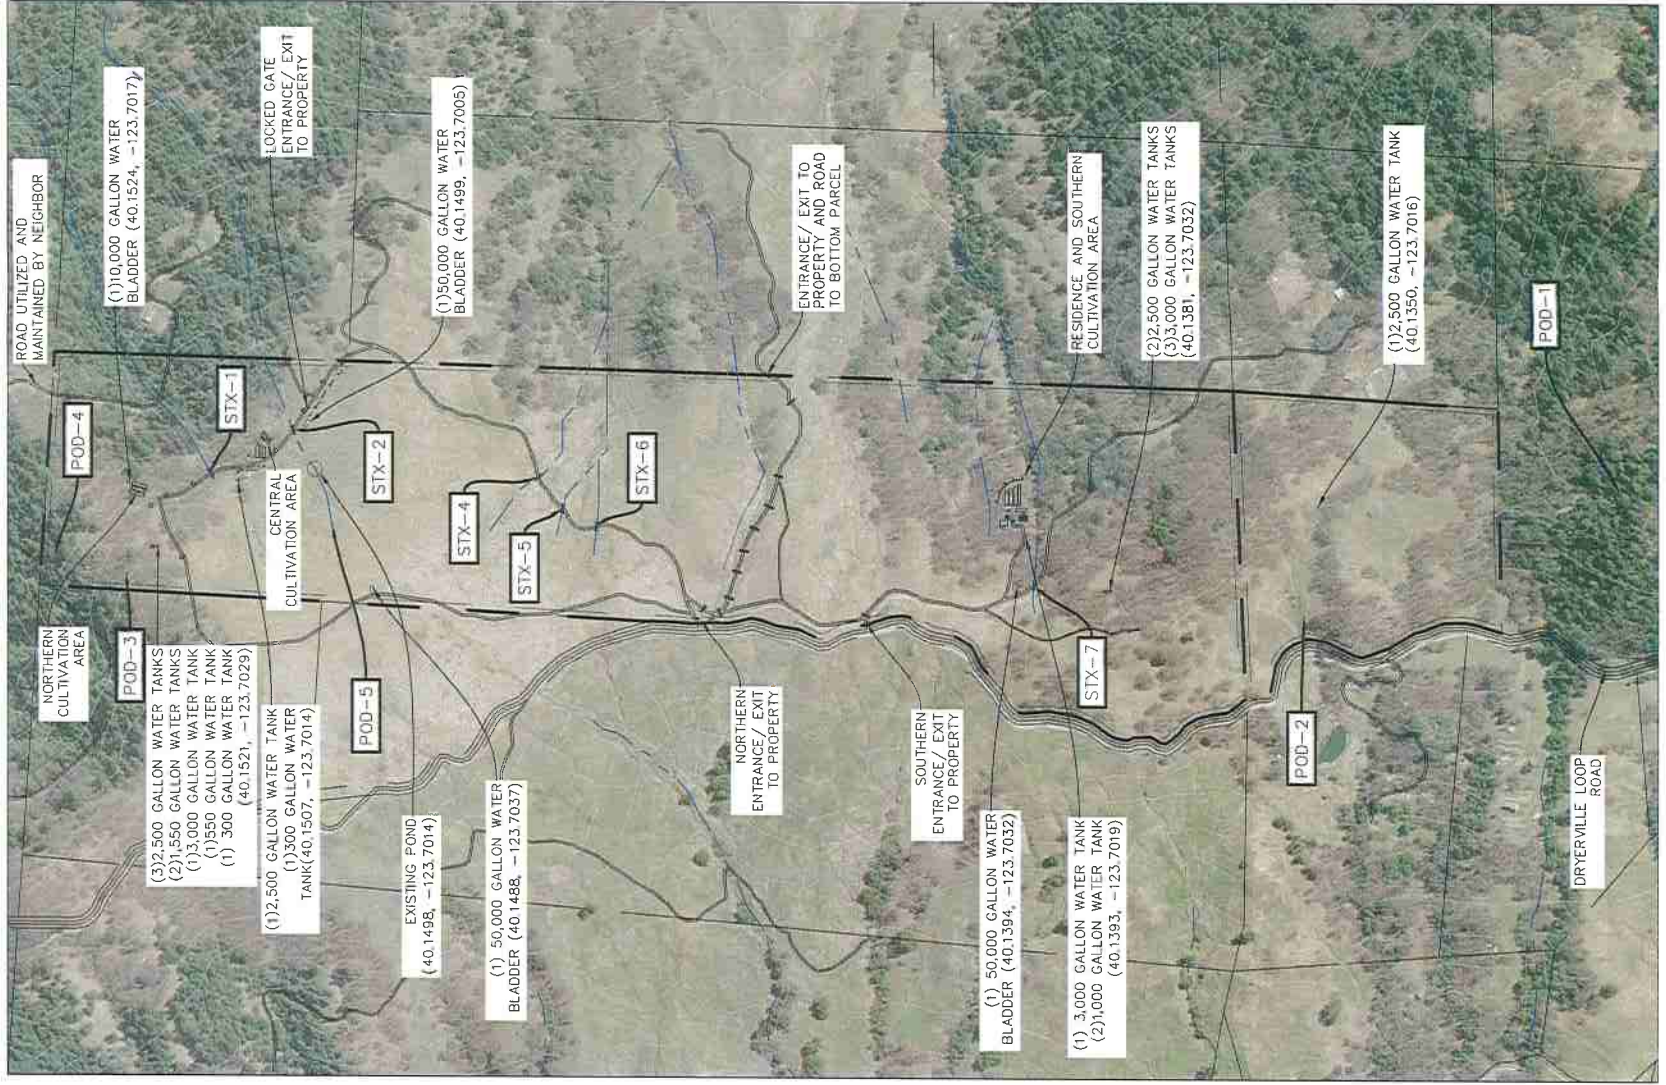 ROAD UTILIZED AND
MAINTAINED BY NEIGHBOR
(1)10,000 GALLON WATER
BLADDER (40.1524, -123.7017)
LOCKED GATE
ENTRANCE/ EXIT
TO PROPERTY
(1)50,000 GALLON WATER
BLADDER (40.1499, -123.7005)
ENTRANCE/ EXIT TO
PROPERTY AND ROAD
TO BOTTOM PARCEL
RESIDENCE AND SOUTHERN
CULTIVATION AREA
(2)2,500 GALLON WATER TANKS
(3)3,000 GALLON WATER TANKS
(40.1381, -123.7032)
(1)2,500 GALLON WATER TANK
(40.1350, -123.7016)
POD-1
POD-4
STX-1
STX-2
CENTRAL
CULTIVATION AREA
STX-4
STX-5
STX-6
NORTHERN
CULTIVATION
AREA
POD-3
(3)2,500 GALLON WATER TANKS
(2)1,550 GALLON WATER TANKS
(1)3,000 GALLON WATER TANK
(1)550 GALLON WATER TANK
(1) 300 GALLON WATER TANK
(40.1521, -123.7029)
(1)2,500 GALLON WATER TANK
(1)300 GALLON WATER
TANK(40.1507, -123.7014)
POD-5
EXISTING POND
(40.1498, -123.7014)
(1) 50,000 GALLON WATER
BLADDER (40.1488, -123.7037)
NORTHERN
ENTRANCE/ EXIT
TO PROPERTY
SOUTHERN
ENTRANCE/ EXIT
TO PROPERTY
(1) 50,000 GALLON WATER
BLADDER (40.1394, -123.7032)
(1) 3,000 GALLON WATER TANK
(2)1,000 GALLON WATER TANK
(40.1393, -123.7019)
STX-7
POD-2
DRYERVILLE LOOP
ROAD